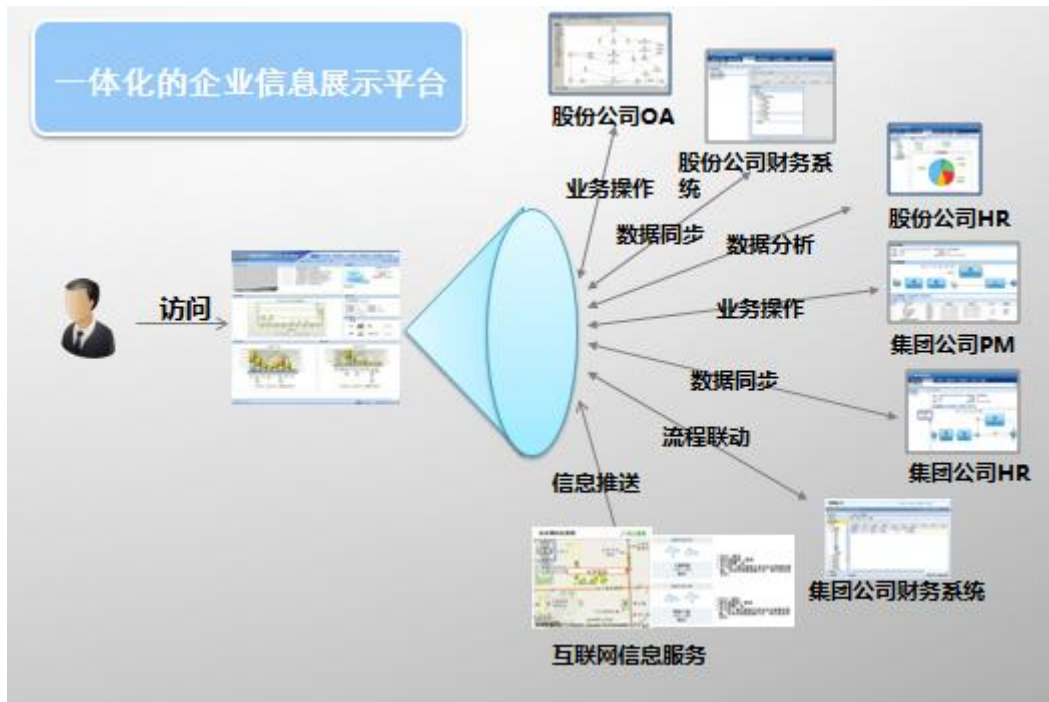 一体化的企业信息展示平台
股份公司OA
股份公司财务系
统
业务操作
数据同步
数据分析
股份公司HR
访问
业务操作
集团公司PM
数据同步
流程联动
集团公司HR
信息推送
集团公司财务系统
互联网信息服务